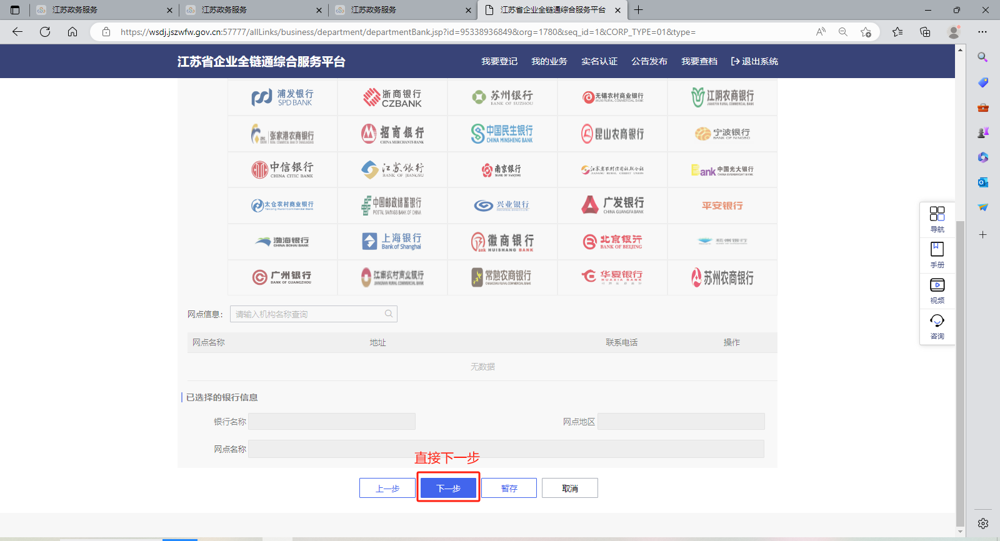 江苏政务服务
江苏政务服务
江苏政务服务
江苏省企业全链通综合服务平台
https://wsdj.jszwfw.gov.cn:57777/allLinks/business/department/departmentBank.jsp?id=95338936849&org=1780&seq_id=1&CORP_TYPE=01&type=
江苏省企业全链通综合服务平台
我要登记 我的业务 实名认证 公告发布 我要查档 退出系统
浦发银行
SPD BANK
浙商银行
CZBANK
苏州银行
BANK OF SUZHOU
无锡农村商业银行
WUXI RURAL COMMERCIAL BANK
江阴农商银行
JIANGYIN RURAL COMMERCIAL BANK
张家港农商银行
招商银行
CHINA MERCHANTS BANK
中国民生银行
CHINA MINSHENG BANK
昆山农商银行
宁波银行
BANK OF NINGBO
中信银行
CHINA CITIC BANK
江苏银行
BANK OF JIANGSU
南京银行
BANK OF NANJING
江苏省农村信用社联合社
JIANGSU RURAL CREDIT UNION
Bank 中国光大银行
CHINA EVERBRIGHT BANK
太仓农村商业银行
Taicang Rural Commercial Bank
中国邮政储蓄银行
POSTAL SAVINGS BANK OF CHINA
兴业银行
广发银行
CHINA GUANGFA BANK
平安银行
渤海银行
CHINA BOHAI BANK
上海银行
Bank of Shanghai
徽商银行
HUISHANG BANK
北京银行
BANK OF BEIJING
杭州银行
广州银行
BANK OF GUANGZHOU
江南农村商业银行
JIANGNAN RURAL COMMERCIAL BANK
常熟农商银行
CHANGSHU RURAL COMMERCIAL BANK
华夏银行
HUAXIA BANK
苏州农商银行
网点信息：
请输入机构名称查询
网点名称 地址 联系电话 操作
无数据
已选择的银行信息
银行名称 网点地区
网点名称
直接下一步
上一步 下一步 暂存 取消
导航
手册
视频
咨询